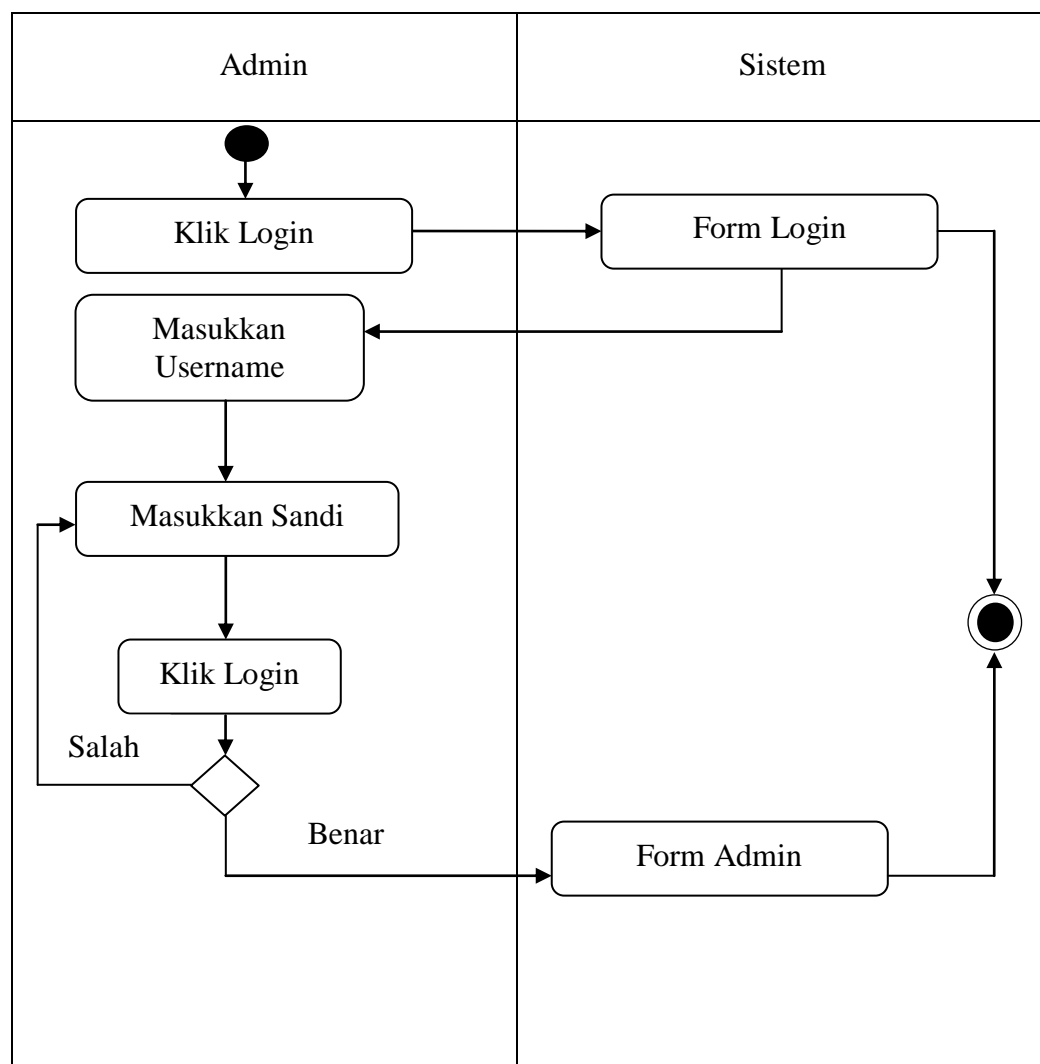 Admin
Sistem
Klik Login
Form Login
Masukkan
Username
Masukkan Sandi
Klik Login
Salah
Benar
Form Admin